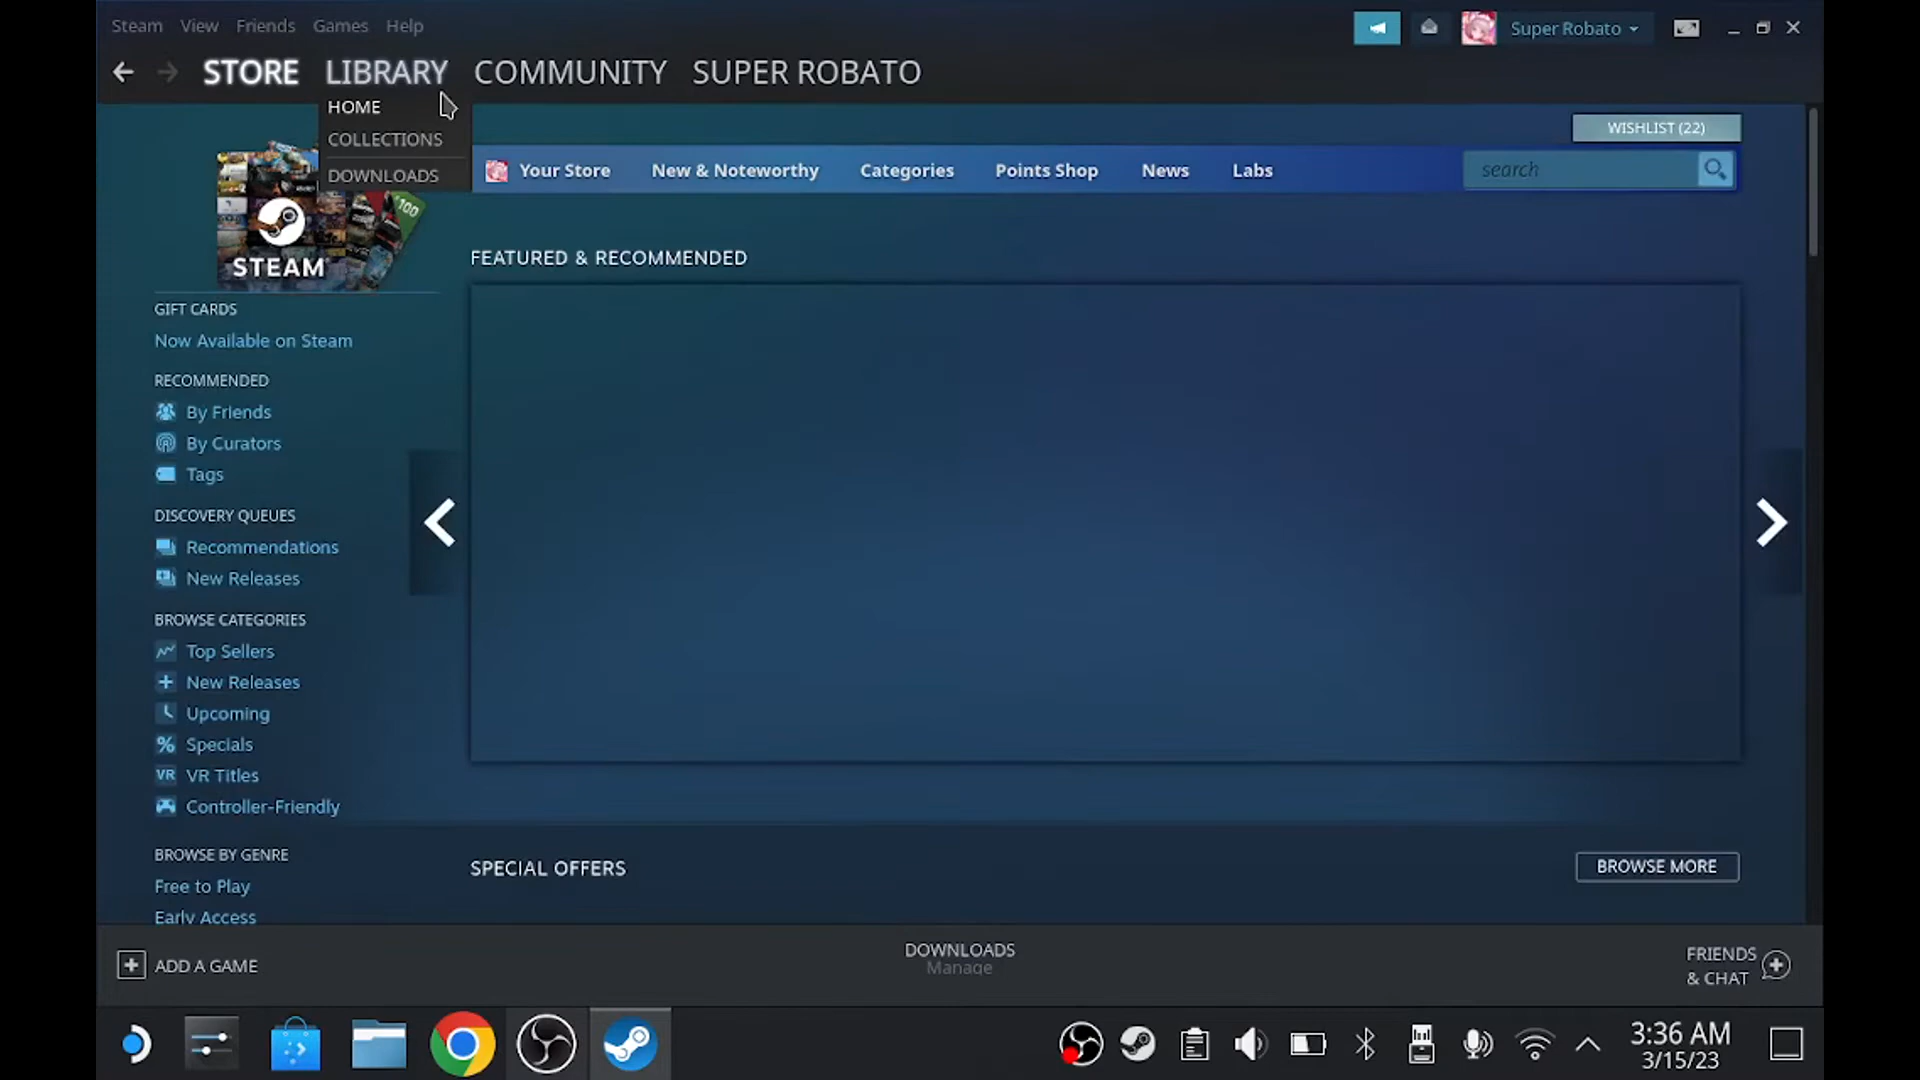 Steam View Friends Games Help
Super Robato
STORE LIBRARY COMMUNITY SUPER ROBATO
HOME
COLLECTIONS
DOWNLOADS
WISHLIST (22)
Your Store New & Noteworthy Categories Points Shop News Labs
search
$100
STEAM
FEATURED & RECOMMENDED
GIFT CARDS
Now Available on Steam
RECOMMENDED
By Friends
By Curators
Tags
DISCOVERY QUEUES
Recommendations
New Releases
BROWSE CATEGORIES
Top Sellers
New Releases
Upcoming
Specials
VR VR Titles
Controller-Friendly
BROWSE BY GENRE
Free to Play
Early Access
SPECIAL OFFERS
BROWSE MORE
ADD A GAME
DOWNLOADS
Manage
FRIENDS
& CHAT
3:36 AM
3/15/23